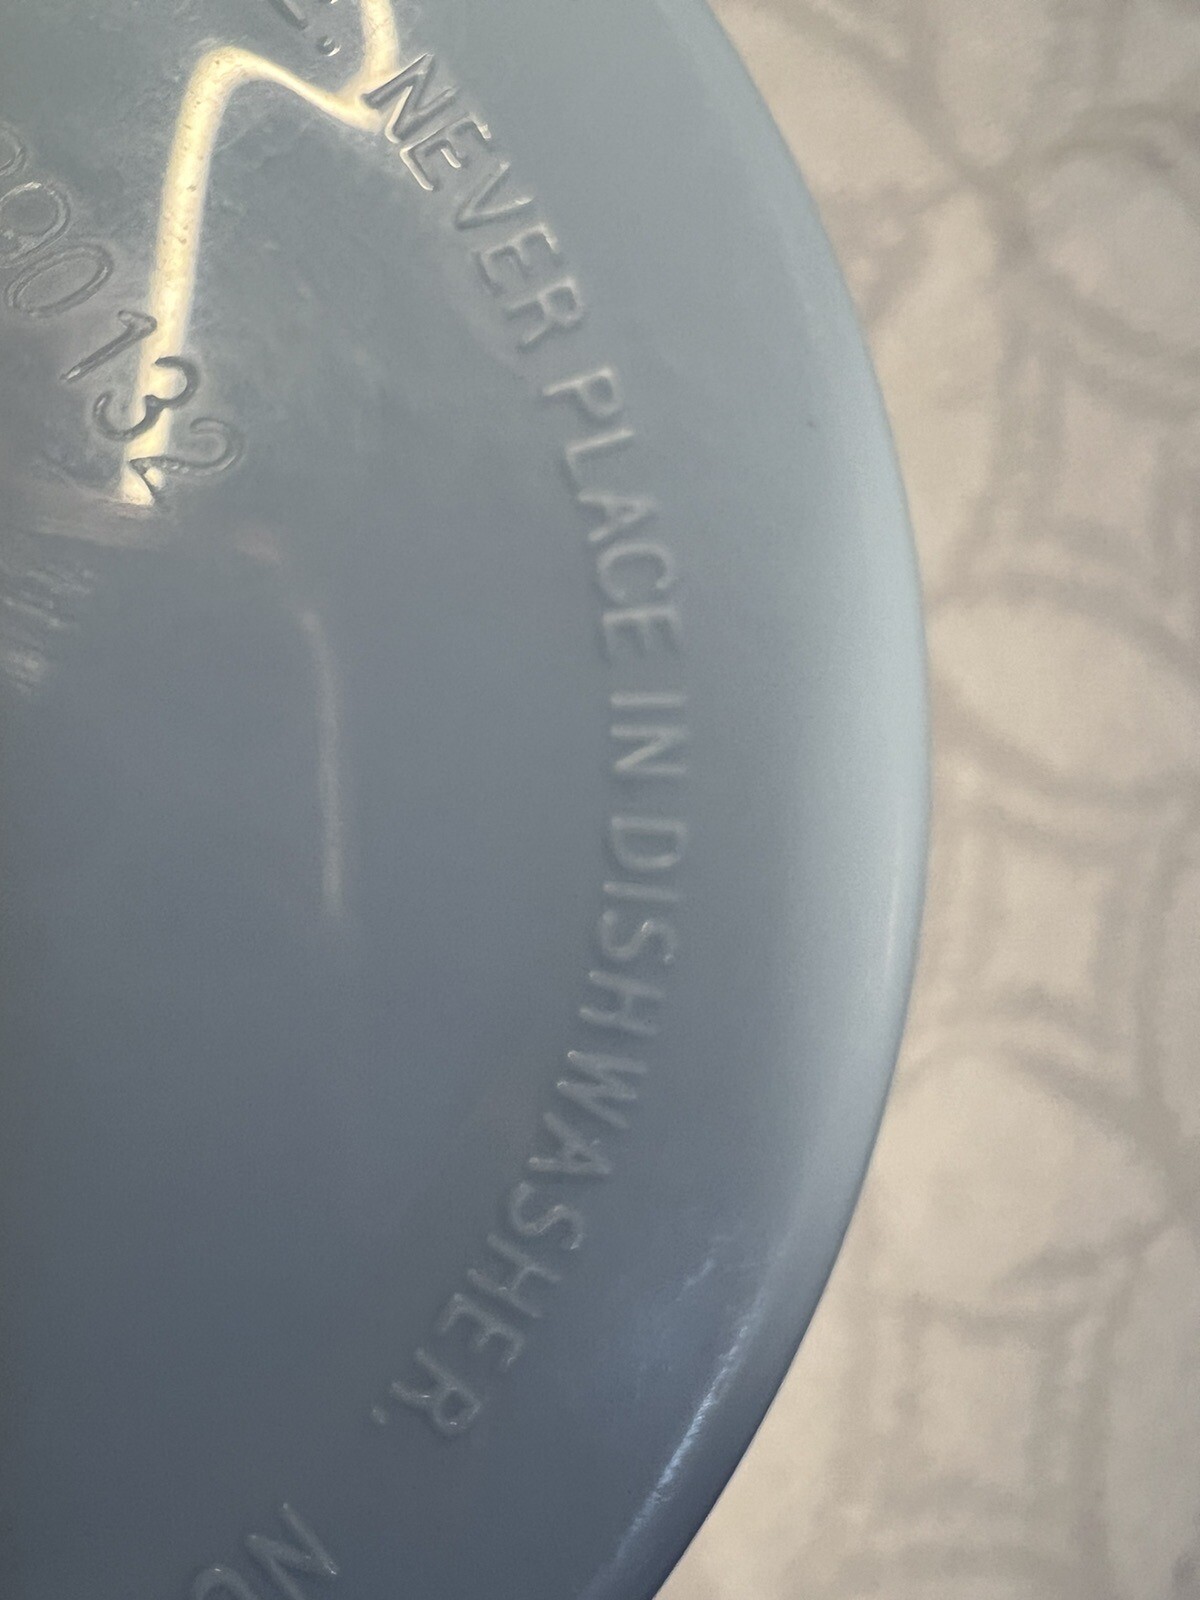 NEVER PLACE IN DISHWASHER.
132